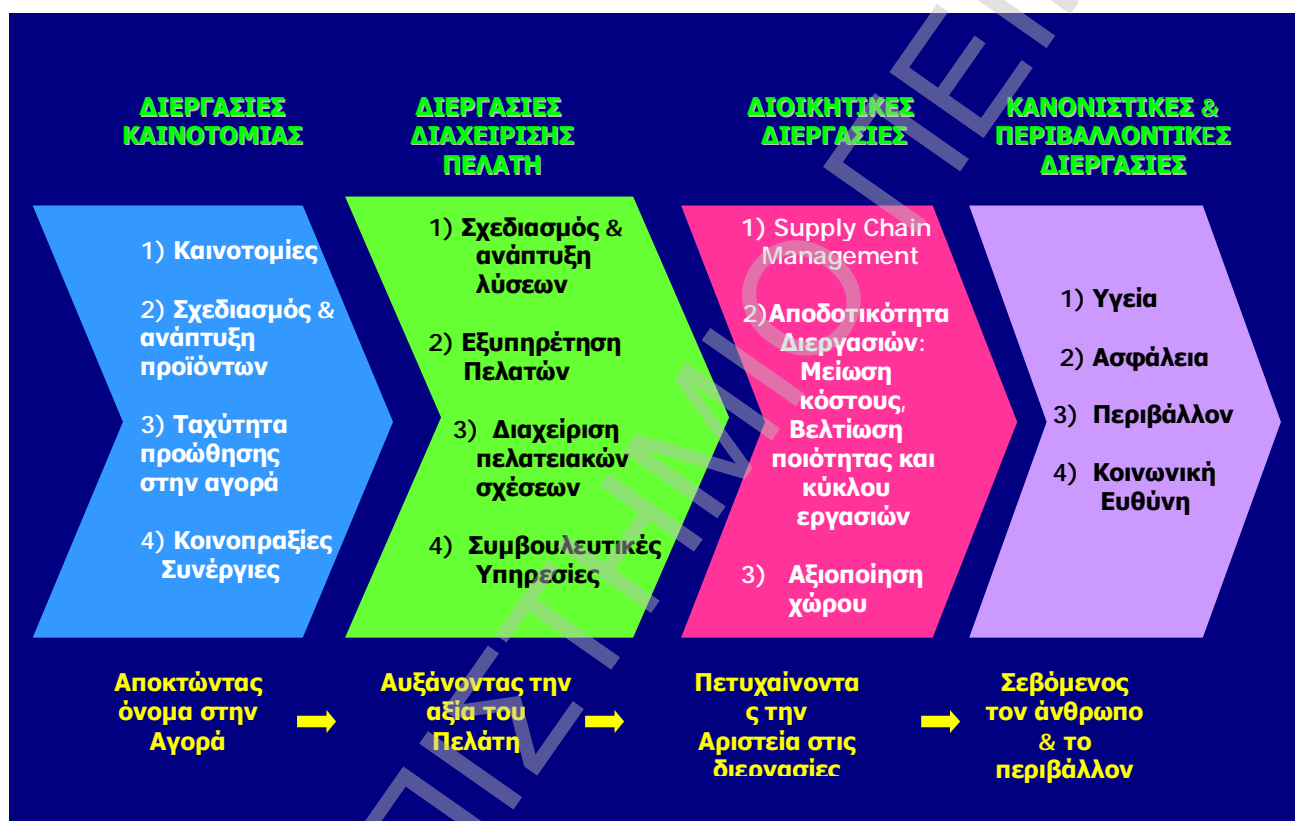 ΔΙΕΡΓΑΣΙΕΣ
ΚΑΙΝΟΤΟΜΙΑΣ
ΔΙΕΡΓΑΣΙΕΣ
ΔΙΑΧΕΙΡΙΣΗΣ
ΠΕΛΑΤΗ
ΔΙΟΙΚΗΤΙΚΕΣ
ΔΙΕΡΓΑΣΙΕΣ
ΚΑΝΟΝΙΣΤΙΚΕΣ &
ΠΕΡΙΒΑΛΛΟΝΤΙΚΕΣ
ΔΙΕΡΓΑΣΙΕΣ
1) Καινοτομίες
2) Σχεδιασμός &
ανάπτυξη
προϊόντων
3) Ταχύτητα
προώθησης
στην αγορά
4) Κοινοπραξίες
Συνέργιες
1) Σχεδιασμός &
ανάπτυξη
λύσεων
2) Εξυπηρέτηση
Πελατών
3) Διαχείριση
πελατειακών
σχέσεων
4) Συμβουλευτικές
Υπηρεσίες
1) Supply Chain
Management
2)Αποδοτικότητα
Διεργασιών:
Μείωση
κόστους,
Βελτίωση
ποιότητας και
κύκλου
εργασιών
3) Αξιοποίηση
χώρου
1) Υγεία
2) Ασφάλεια
3) Περιβάλλον
4) Κοινωνική
Ευθύνη
Αποκτώντας
όνομα στην
Αγορά
Αυξάνοντας την
αξία του
Πελάτη
Πετυχαίνοντα
ς την
Αριστεία στις
διεργασίες
Σεβόμενος
τον άνθρωπο
& το
περιβάλλον